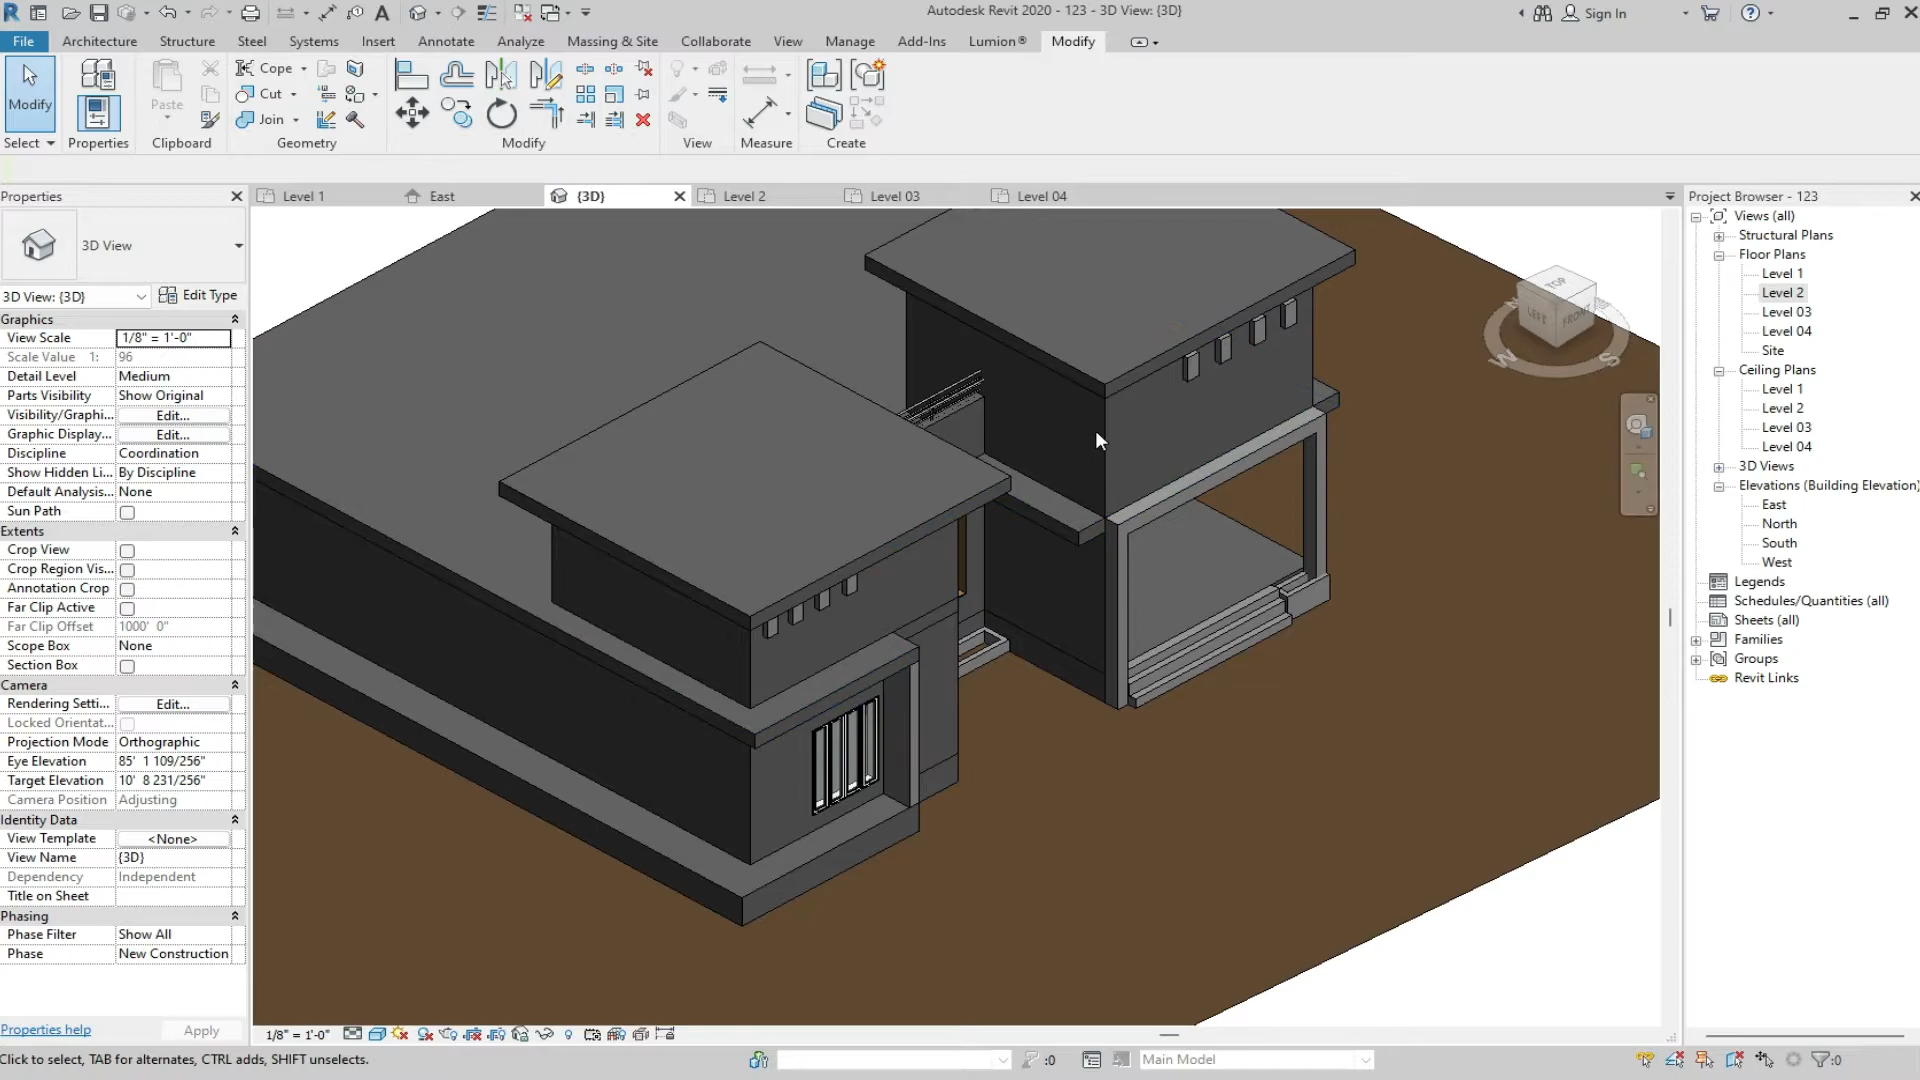 Autodesk Revit 2020 - 123 - 3D View: {3D}
Sign In
File
Architecture
Structure
Steel
Systems
Insert
Annotate
Analyze
Massing & Site
Collaborate
View
Manage
Add-Ins
Lumion®
Modify
Modify
Paste
Cope
Cut
Join
Select
Properties
Clipboard
Geometry
Modify
View
Measure
Create
Properties
Level 1
East
{3D}
Level 2
Level 03
Level 04
Project Browser - 123
3D View
3D View: {3D}
Edit Type
Graphics
View Scale
1/8" = 1'-0"
Scale Value 1:
96
Detail Level
Medium
Parts Visibility
Show Original
Visibility/Graphi...
Edit...
Graphic Display...
Edit...
Discipline
Coordination
Show Hidden Li...
By Discipline
Default Analysis...
None
Sun Path
Extents
Crop View
Crop Region Vis...
Annotation Crop
Far Clip Active
Far Clip Offset
1000' 0"
Scope Box
None
Section Box
Camera
Rendering Setti...
Edit...
Locked Orientat...
Projection Mode
Orthographic
Eye Elevation
85' 1 109/256"
Target Elevation
10' 8 231/256"
Camera Position
Adjusting
Identity Data
View Template
<None>
View Name
{3D}
Dependency
Independent
Title on Sheet
Phasing
Phase Filter
Show All
Phase
New Construction
Properties help
Apply
TOP
LEFT
FRONT
W
S
Views (all)
Structural Plans
Floor Plans
Level 1
Level 2
Level 03
Level 04
Site
Ceiling Plans
Level 1
Level 2
Level 03
Level 04
3D Views
Elevations (Building Elevation)
East
North
South
West
Legends
Schedules/Quantities (all)
Sheets (all)
Families
Groups
Revit Links
1/8" = 1'-0"
Click to select, TAB for alternates, CTRL adds, SHIFT unselects.
:0
Main Model
:0